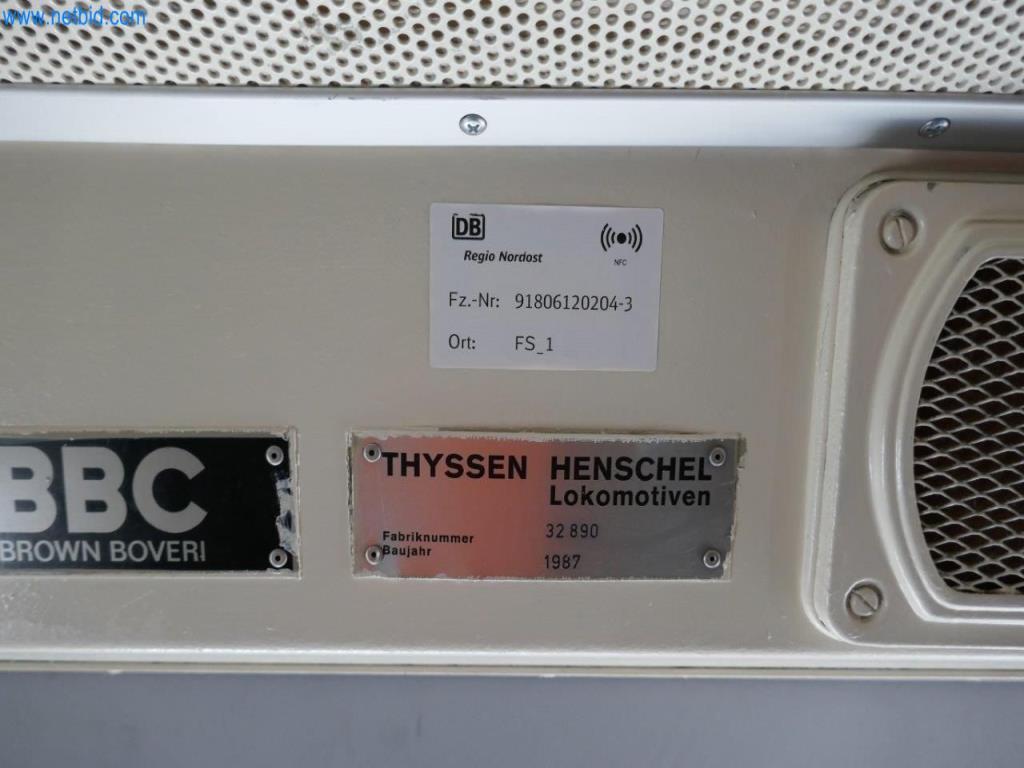 www.netbid.com
DB
Regio Nordost
NFC
Fz.-Nr: 91806120204-3
Ort: FS_1
BBC
BROWN BOVERI
THYSSEN HENSCHEL
Lokomotiven
Fabriknummer 32 890
Baujahr 1987